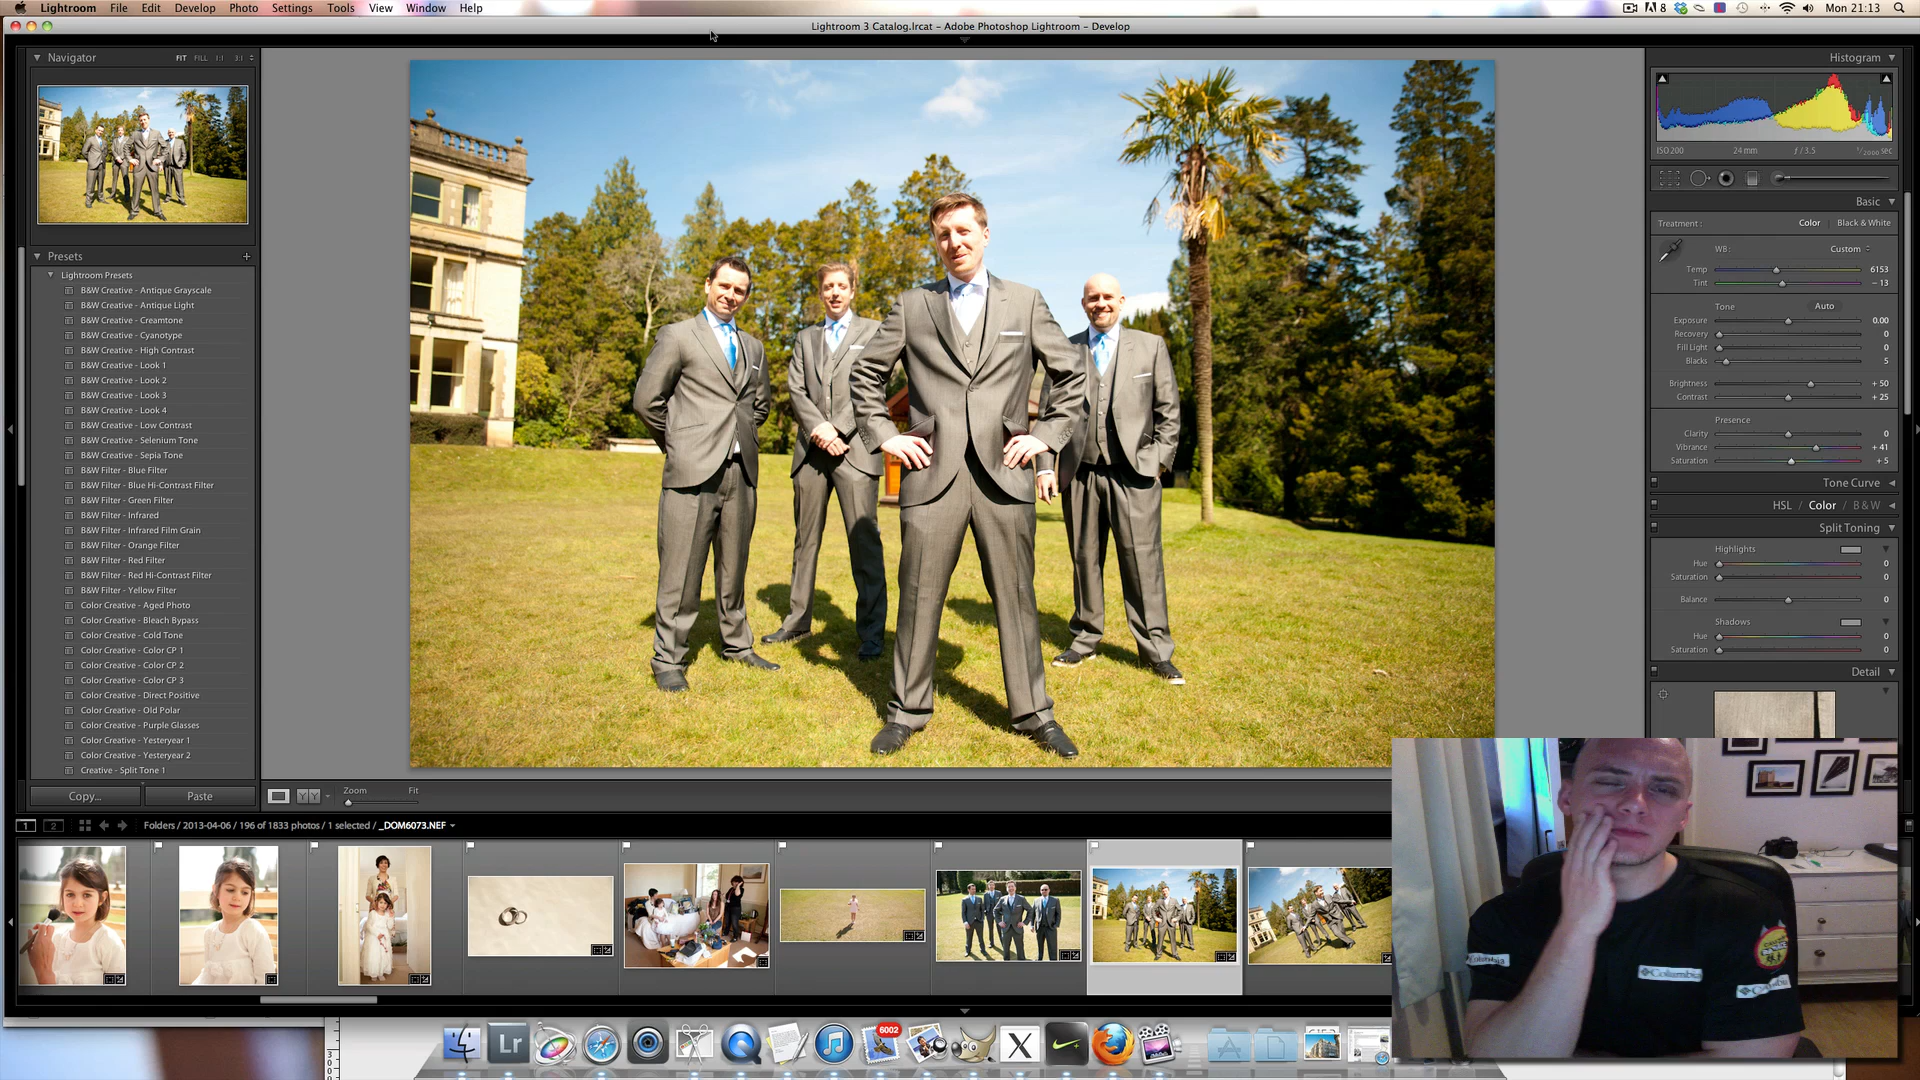 Lightroom File Edit Develop Photo Settings Tools View Window Help
8 Mon 21:13
Lightroom 3 Catalog.lrcat - Adobe Photoshop Lightroom - Develop
Navigator FIT FILL 1:1 3:1
Presets +
Lightroom Presets
B&W Creative - Antique Grayscale
B&W Creative - Antique Light
B&W Creative - Creamtone
B&W Creative - Cyanotype
B&W Creative - High Contrast
B&W Creative - Look 1
B&W Creative - Look 2
B&W Creative - Look 3
B&W Creative - Look 4
B&W Creative - Low Contrast
B&W Creative - Selenium Tone
B&W Creative - Sepia Tone
B&W Filter - Blue Filter
B&W Filter - Blue Hi-Contrast Filter
B&W Filter - Green Filter
B&W Filter - Infrared
B&W Filter - Infrared Film Grain
B&W Filter - Orange Filter
B&W Filter - Red Filter
B&W Filter - Red Hi-Contrast Filter
B&W Filter - Yellow Filter
Color Creative - Aged Photo
Color Creative - Bleach Bypass
Color Creative - Cold Tone
Color Creative - Color CP 1
Color Creative - Color CP 2
Color Creative - Color CP 3
Color Creative - Direct Positive
Color Creative - Old Polar
Color Creative - Purple Glasses
Color Creative - Yesteryear 1
Color Creative - Yesteryear 2
Creative - Split Tone 1
Copy... Paste
Zoom Fit
Histogram
ISO 200 24 mm ƒ / 3.5 1/2000 sec
Basic
Treatment : Color Black & White
WB : Custom
Temp 6153
Tint - 13
Tone Auto
Exposure 0.00
Recovery 0
Fill Light 0
Blacks 5
Brightness + 50
Contrast + 25
Presence
Clarity 0
Vibrance + 41
Saturation + 5
Tone Curve
HSL / Color / B & W
Split Toning
Highlights
Hue 0
Saturation 0
Balance 0
Shadows
Hue 0
Saturation 0
Detail
1 2 Folders / 2013-04-06 / 196 of 1833 photos / 1 selected / _DOM6073.NEF
Columbia
Lr 6002 X